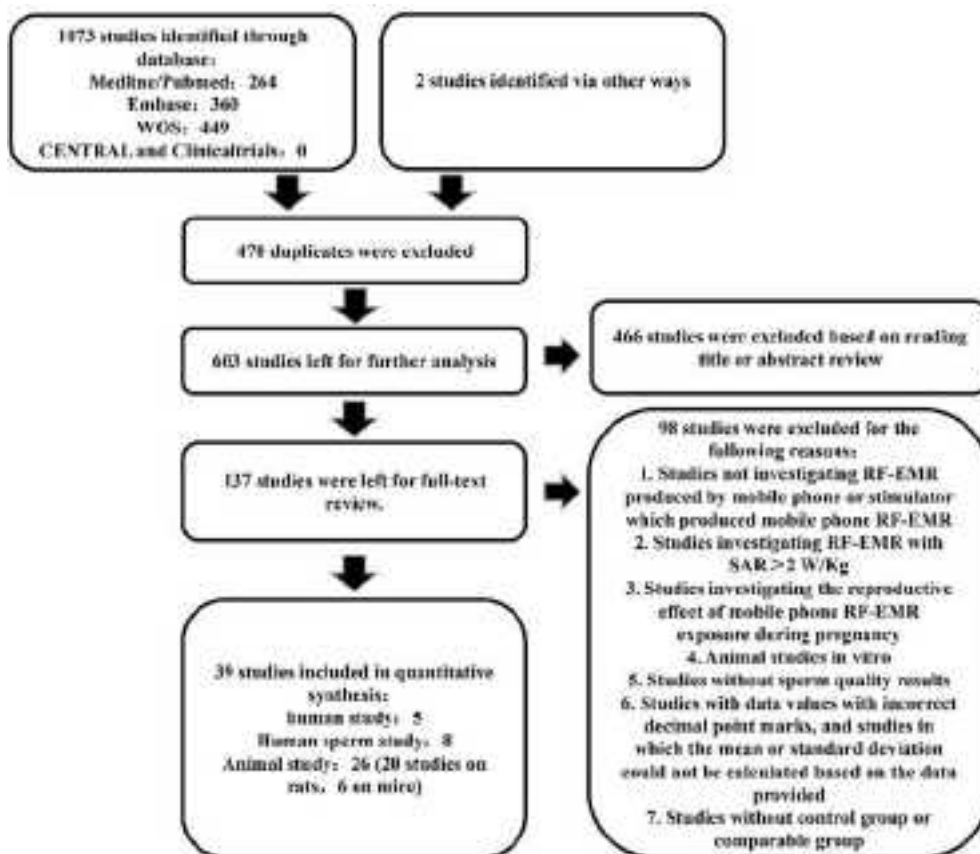 1073 studies identified through
database：
Medline/Pubmed：264
Embase：360
WOS：449
CENTRAL and Clinicaltrials：0
2 studies identified via other ways
470 duplicates were excluded
603 studies left for further analysis
466 studies were excluded based on reading
title or abstract review
137 studies were left for full-text
review.
98 studies were excluded for the
following reasons：
1. Studies not investigating RF-EMR
produced by mobile phone or stimulator
which produced mobile phone RF-EMR
2. Studies investigating RF-EMR with
SAR＞2 W/Kg
3. Studies investigating the reproductive
effect of mobile phone RF-EMR
exposure during pregnancy
4. Animal studies in vitro
5. Studies without sperm quality results
6. Studies with data values with incorrect
decimal point marks, and studies in
which the mean or standard deviation
could not be calculated based on the data
provided
7. Studies without control group or
comparable group
39 studies included in quantitative
synthesis:
human study：5
Human sperm study：8
Animal study：26 (20 studies on
rats，6 on mice)